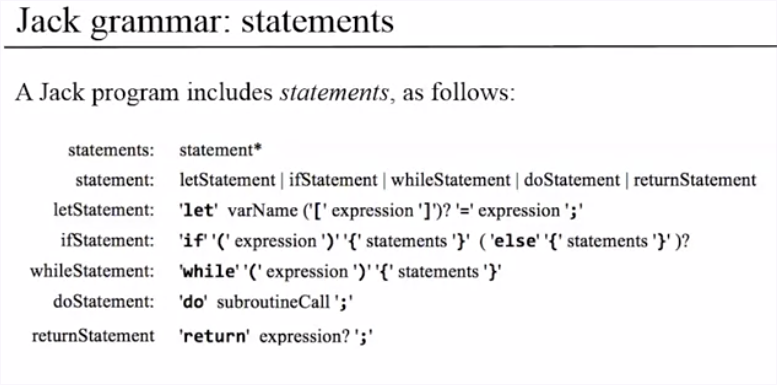 Jack grammar: statements
A Jack program includes statements, as follows:
statements: statement*
statement: letStatement | ifStatement | whileStatement | doStatement | returnStatement
letStatement: 'let' varName ('[' expression ']')? '=' expression ';'
ifStatement: 'if' '(' expression ')' '{' statements '}' ( 'else' '{' statements '}' )?
whileStatement: 'while' '(' expression ')' '{' statements '}'
doStatement: 'do' subroutineCall ';'
returnStatement 'return' expression? ';'